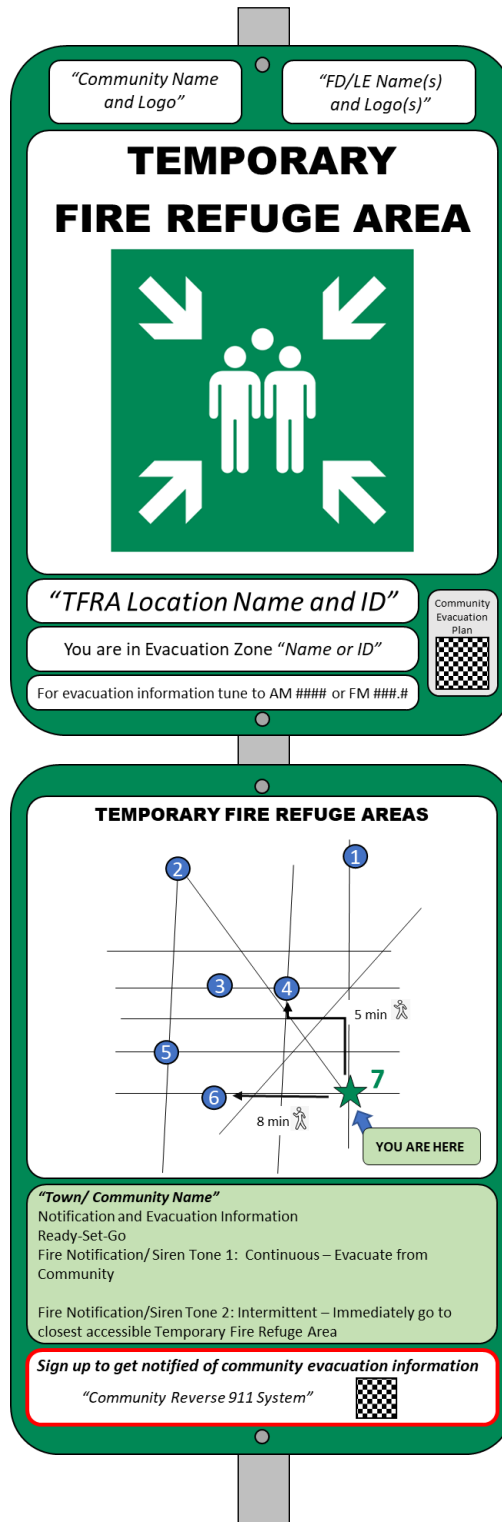 “Community Name
and Logo”
“FD/LE Name(s)
and Logo(s)”
TEMPORARY
FIRE REFUGE AREA
“TFRA Location Name and ID”
You are in Evacuation Zone “Name or ID”
For evacuation information tune to AM #### or FM ###.#
Community
Evacuation
Plan
TEMPORARY FIRE REFUGE AREAS
1
2
3
4
5 min
5
7
6
8 min
YOU ARE HERE
“Town/ Community Name”
Notification and Evacuation Information
Ready-Set-Go
Fire Notification/ Siren Tone 1:  Continuous – Evacuate from
Community
Fire Notification/Siren Tone 2: Intermittent – Immediately go to
closest accessible Temporary Fire Refuge Area
Sign up to get notified of community evacuation information
“Community Reverse 911 System”